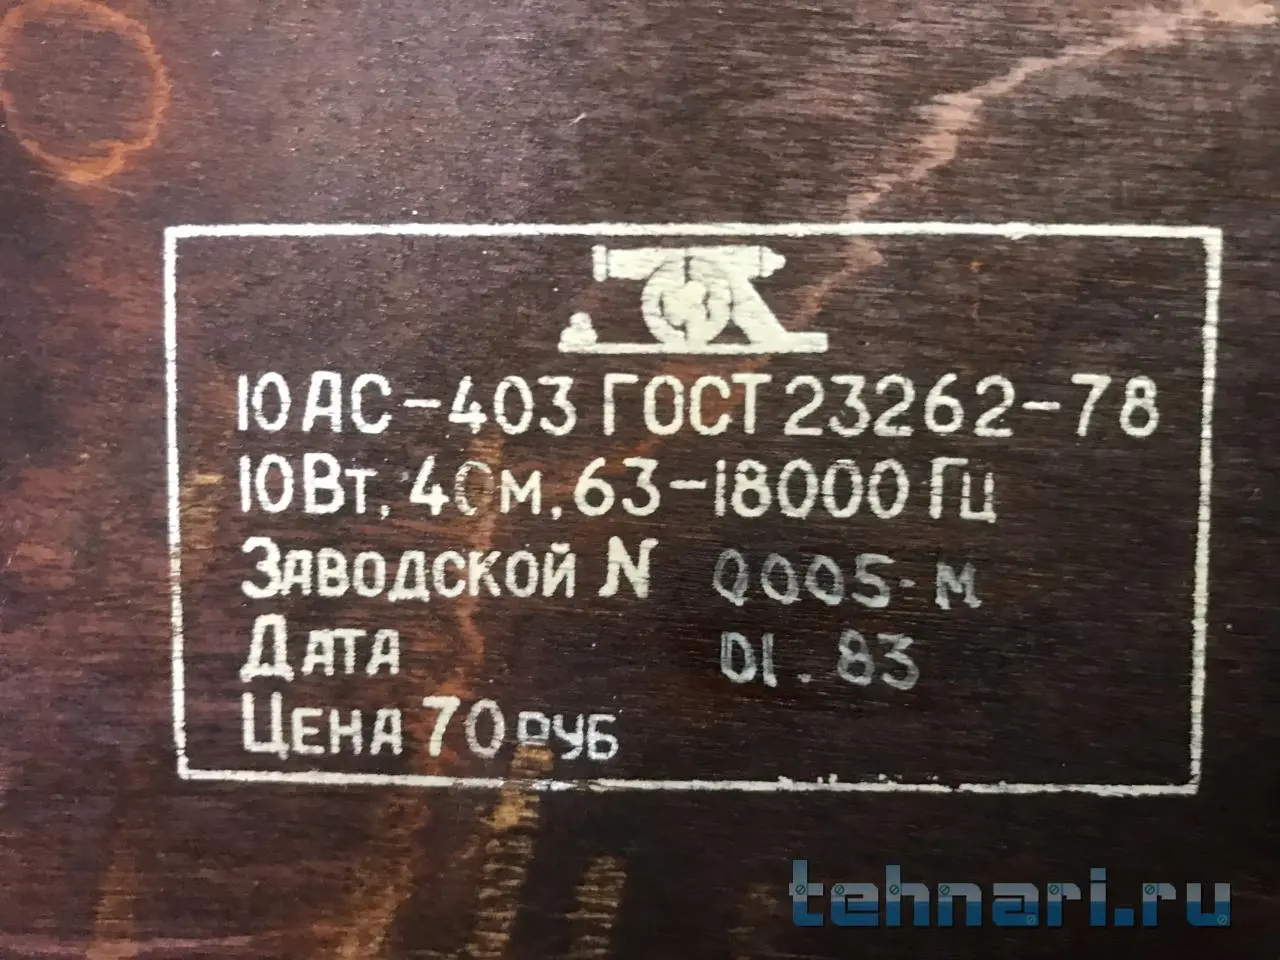 10АС-403 ГОСТ 23262-78
10Вт, 4Ом, 63-18000 Гц
Заводской N 0005-М
Дата 01.83
Цена 70 руб
tehnari.ru